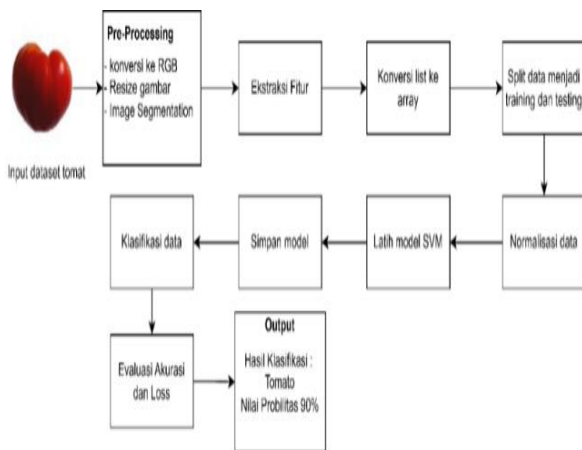 Input dataset tomat
Pre-Processing
- konversi ke RGB
- Resize gambar
- Image Segmentation
Ekstraksi Fitur
Konversi list ke
array
Split data menjadi
training dan testing
Normalisasi data
Latih model SVM
Simpan model
Klasifikasi data
Evaluasi Akurasi
dan Loss
Output
Hasil Klasifikasi :
Tomato
Nilai Probilitas 90%